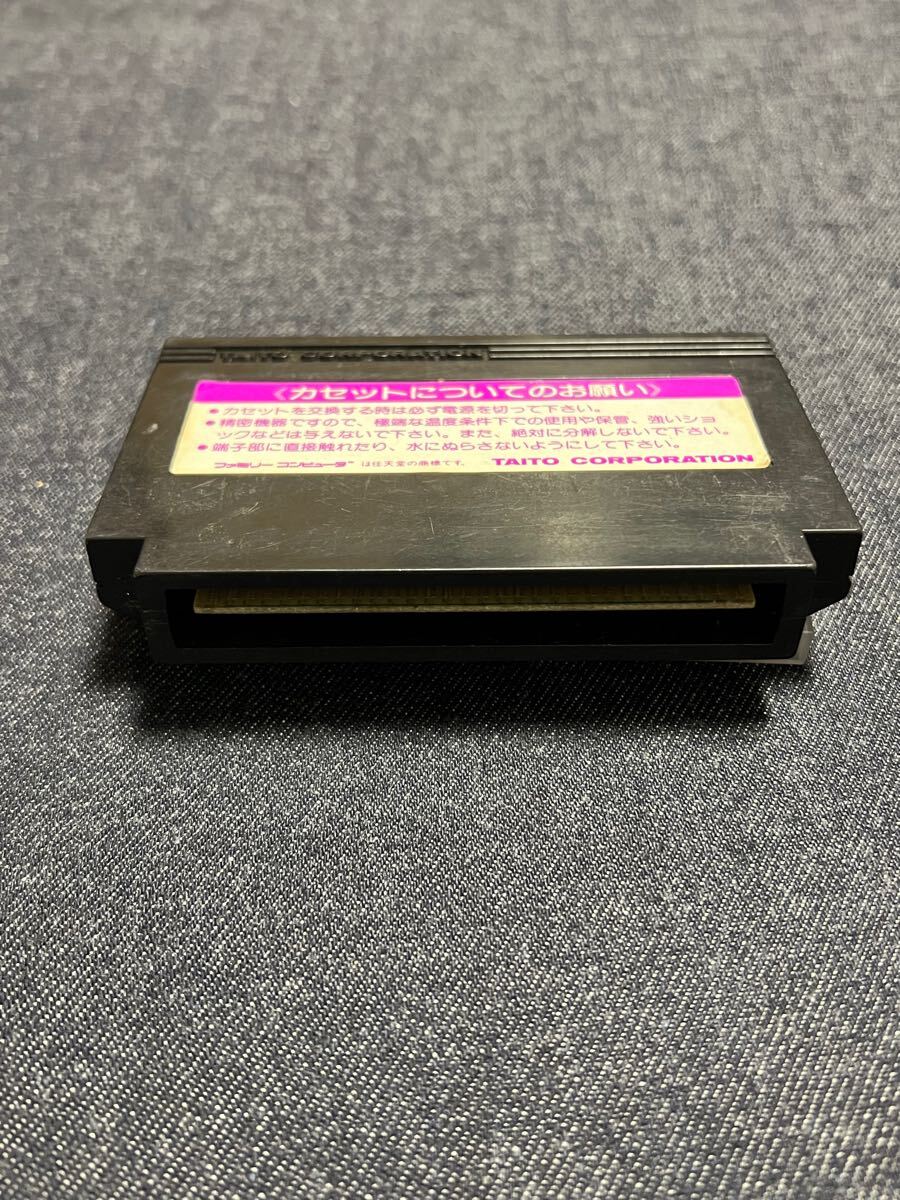 TAITO CORPORATION
《カセットについてのお願い》
●カセットを交換する時は必ず電源を切って下さい。
●精密機器ですので、極端な温度条件下での使用や保管、強いショ
ックなどは与えないで下さい。また、絶対に分解しないで下さい。
●端子部に直接触れたり、水にぬらさないようにして下さい。
ファミリー コンピュータ™ は任天堂の商標です。 TAITO CORPORATION